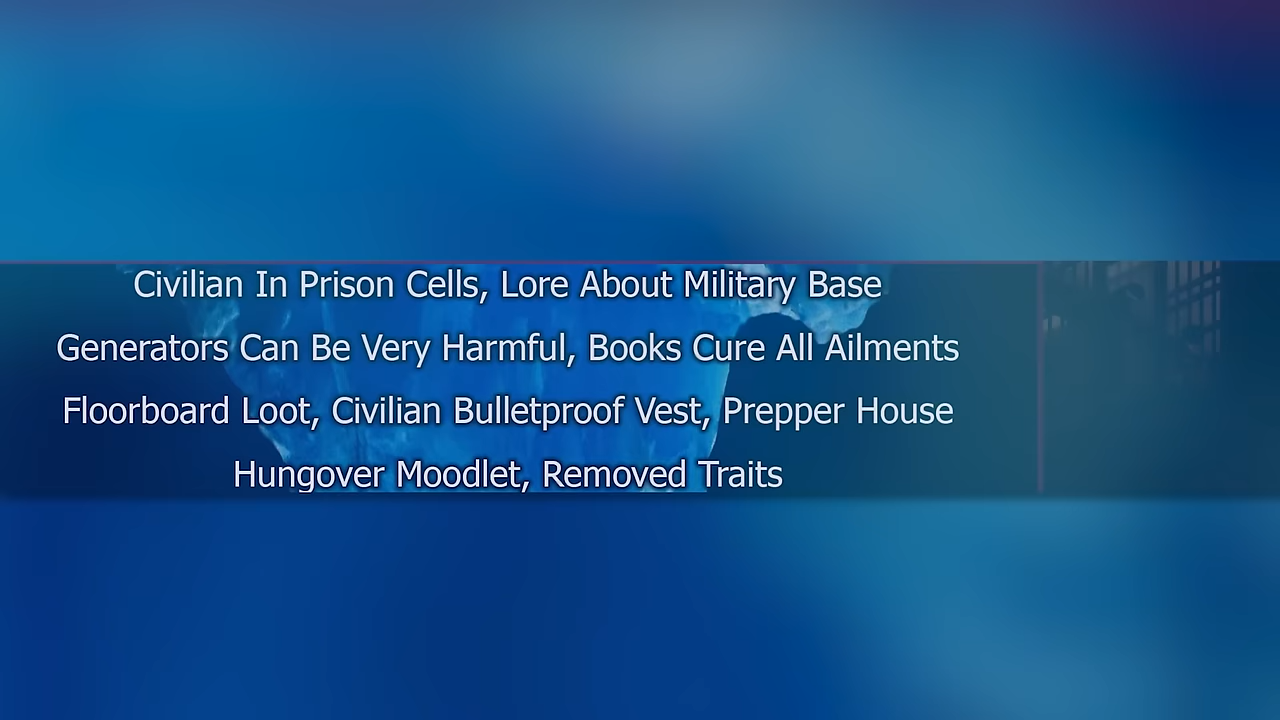 Civilian In Prison Cells, Lore About Military Base
Generators Can Be Very Harmful, Books Cure All Ailments
Floorboard Loot, Civilian Bulletproof Vest, Prepper House
Hungover Moodlet, Removed Traits